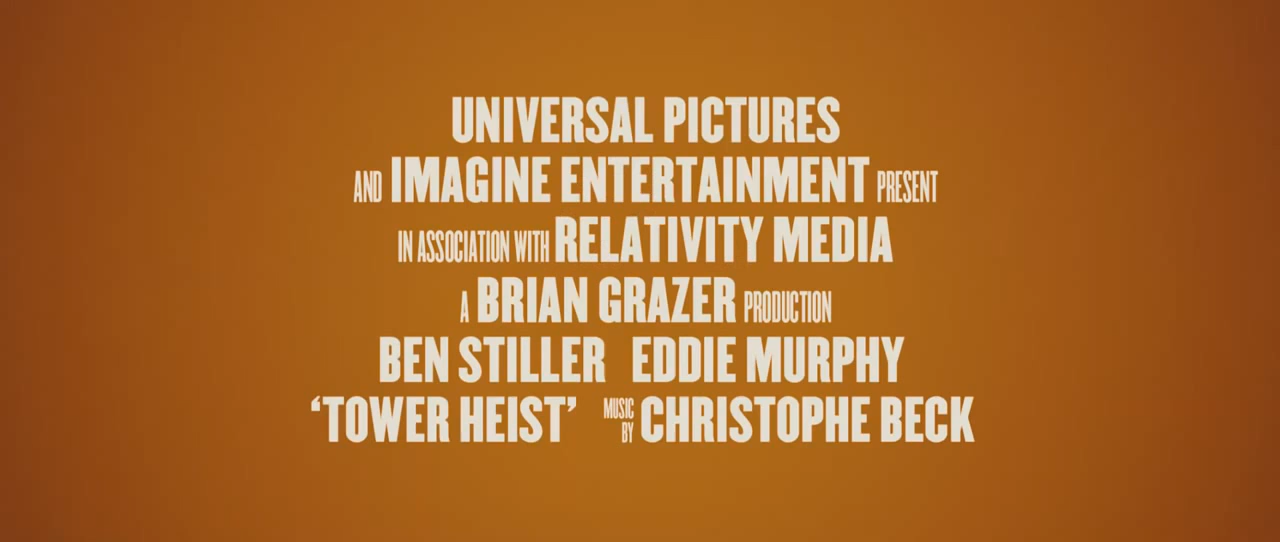 UNIVERSAL PICTURES
AND IMAGINE ENTERTAINMENT PRESENT
IN ASSOCIATION WITH RELATIVITY MEDIA
A BRIAN GRAZER PRODUCTION
BEN STILLER EDDIE MURPHY
‘TOWER HEIST’ MUSIC BY CHRISTOPHE BECK